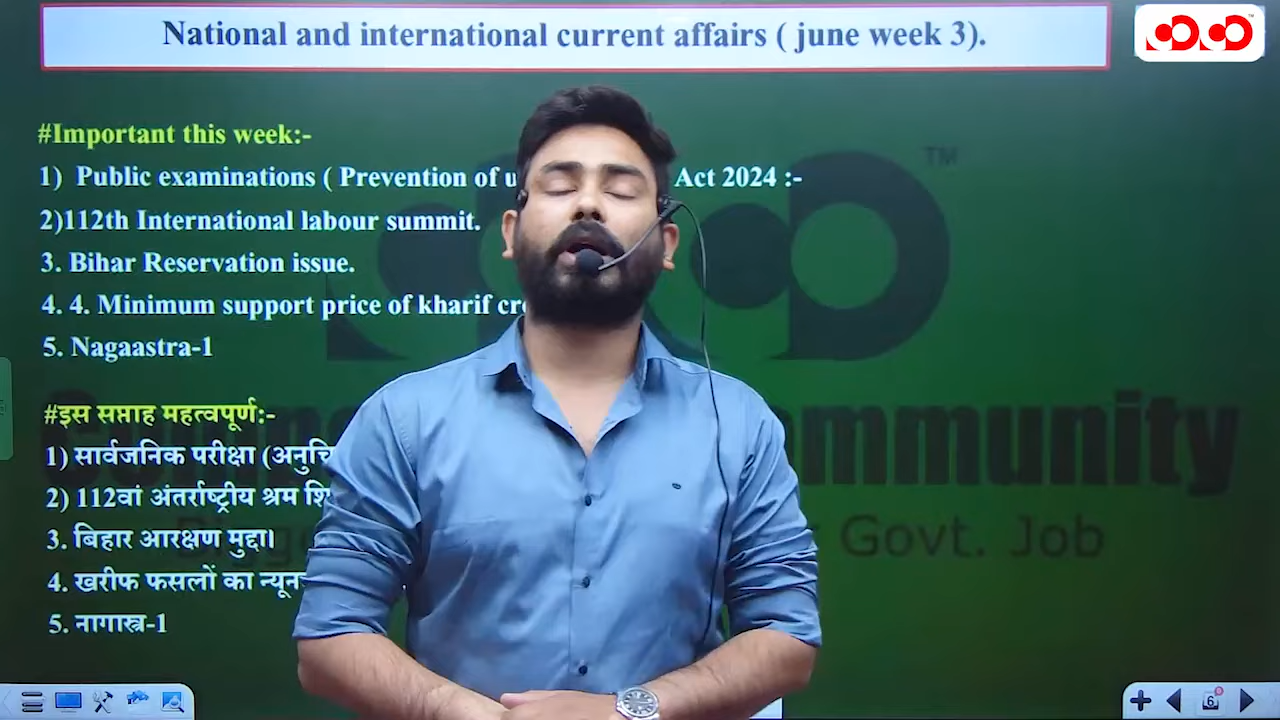 National and international current affairs ( june week 3).
#Important this week:-
1) Public examinations ( Prevention of u Act 2024 :-
2)112th International labour summit.
3. Bihar Reservation issue.
4. 4. Minimum support price of kharif cr
5. Nagaastra-1
#इस सप्ताह महत्वपूर्ण:-
1) सार्वजनिक परीक्षा (अनुचि
2) 112वां अंतर्राष्ट्रीय श्रम शि
3. बिहार आरक्षण मुद्दा।
4. खरीफ फसलों का न्यून
5. नागास्त्र-1
TM
mmunity
Govt. Job
6